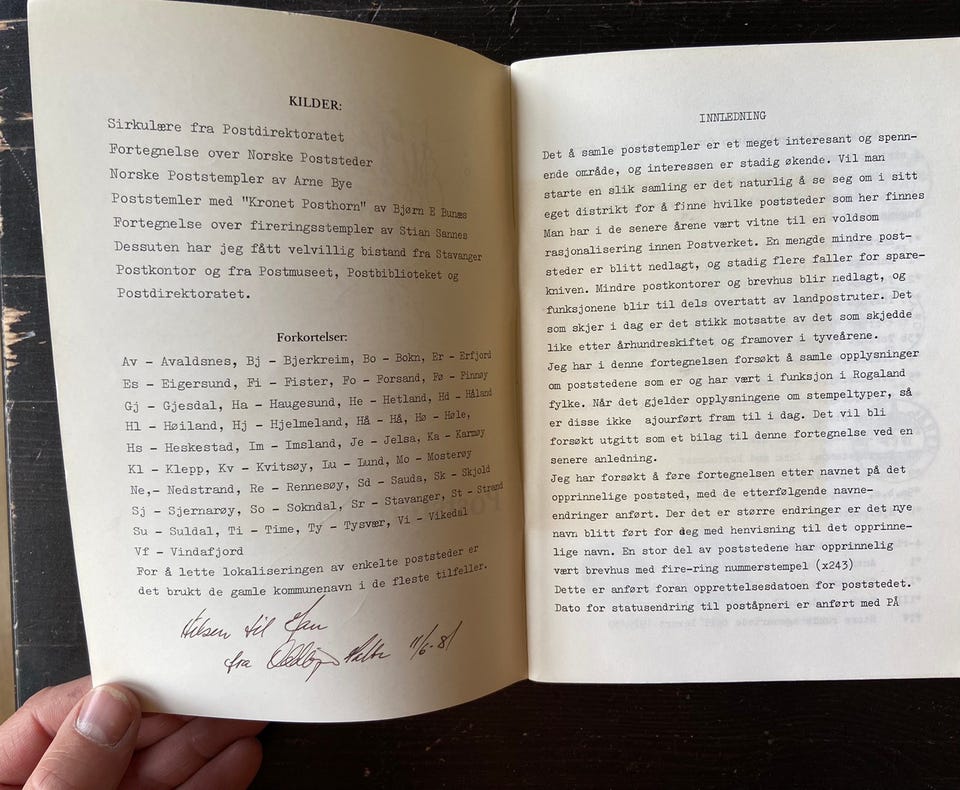 KILDER:
Sirkulære fra Postdirektoratet
Fortegnelse over Norske Poststeder
Norske Poststempler av Arne Bye
Poststemler med "Kronet Posthorn" av Bjørn E Bunæs
Fortegnelse over fireringsstempler av Stian Sannes
Dessuten har jeg fått velvillig bistand fra Stavanger
Postkontor og fra Postmuseet, Postbiblioteket og
Postdirektoratet.
Forkortelser:
Av - Avaldsnes, Bj - Bjerkreim, Bo - Bokn, Er - Erfjord
Es - Eigersund, Fi - Fister, Fo - Forsand, Fø - Finnøy
Gj - Gjesdal, Ha - Haugesund, He - Hetland, Hd - Håland
Hl - Høiland, Hj - Hjelmeland, HÅ - Hå, Hø - Høle,
Hs - Heskestad, Im - Imsland, Je - Jelsa, Ka - Karmøy
Kl - Klepp, Kv - Kvitsøy, Lu - Lund, Mo - Mosterøy
Ne,- Nedstrand, Re - Rennesøy, Sd - Sauda, Sk - Skjold
Sj - Sjernarøy, So - Sokndal, Sr - Stavanger, St - Strand
Su - Suldal, Ti - Time, Ty - Tysvær, Vi - Vikedal
Vf - Vindafjord
For å lette lokaliseringen av enkelte poststeder er
det brukt de gamle kommunenavn i de fleste tilfeller.
Hilsen til
fra 11/6-81
INNLEDNING
Det å samle poststempler er et meget interesant og spenn-
ende område, og interessen er stadig økende. Vil man
starte en slik samling er det naturlig å se seg om i sitt
eget distrikt for å finne hvilke poststeder som her finnes
Man har i de senere årene vært vitne til en voldsom
rasjonalisering innen Postverket. En mengde mindre post-
steder er blitt nedlagt, og stadig flere faller for spare-
kniven. Mindre postkontorer og brevhus blir nedlagt, og
funksjonene blir til dels overtatt av landpostruter. Det
som skjer i dag er det stikk motsatte av det som skjedde
like etter århundreskiftet og framover i tyveårene.
Jeg har i denne fortegnelsen forsøkt å samle opplysninger
om poststedene som er og har vært i funksjon i Rogaland
fylke. Når det gjelder opplysningene om stempeltyper, så
er disse ikke sjourført fram til i dag. Det vil bli
forsøkt utgitt som et bilag til denne fortegnelse ved en
senere anledning.
Jeg har forsøkt å føre fortegnelsen etter navnet på det
opprinnelige poststed, med de etterfølgende navne-
endringer anført. Der det er større endringer er det nye
navn blitt ført for deg med henvisning til det opprinne-
lige navn. En stor del av poststedene har opprinnelig
vært brevhus med fire-ring nummerstempel (x243)
Dette er anført foran opprettelsesdatoen for poststedet.
Dato for statusendring til poståpneri er anført med PÅ